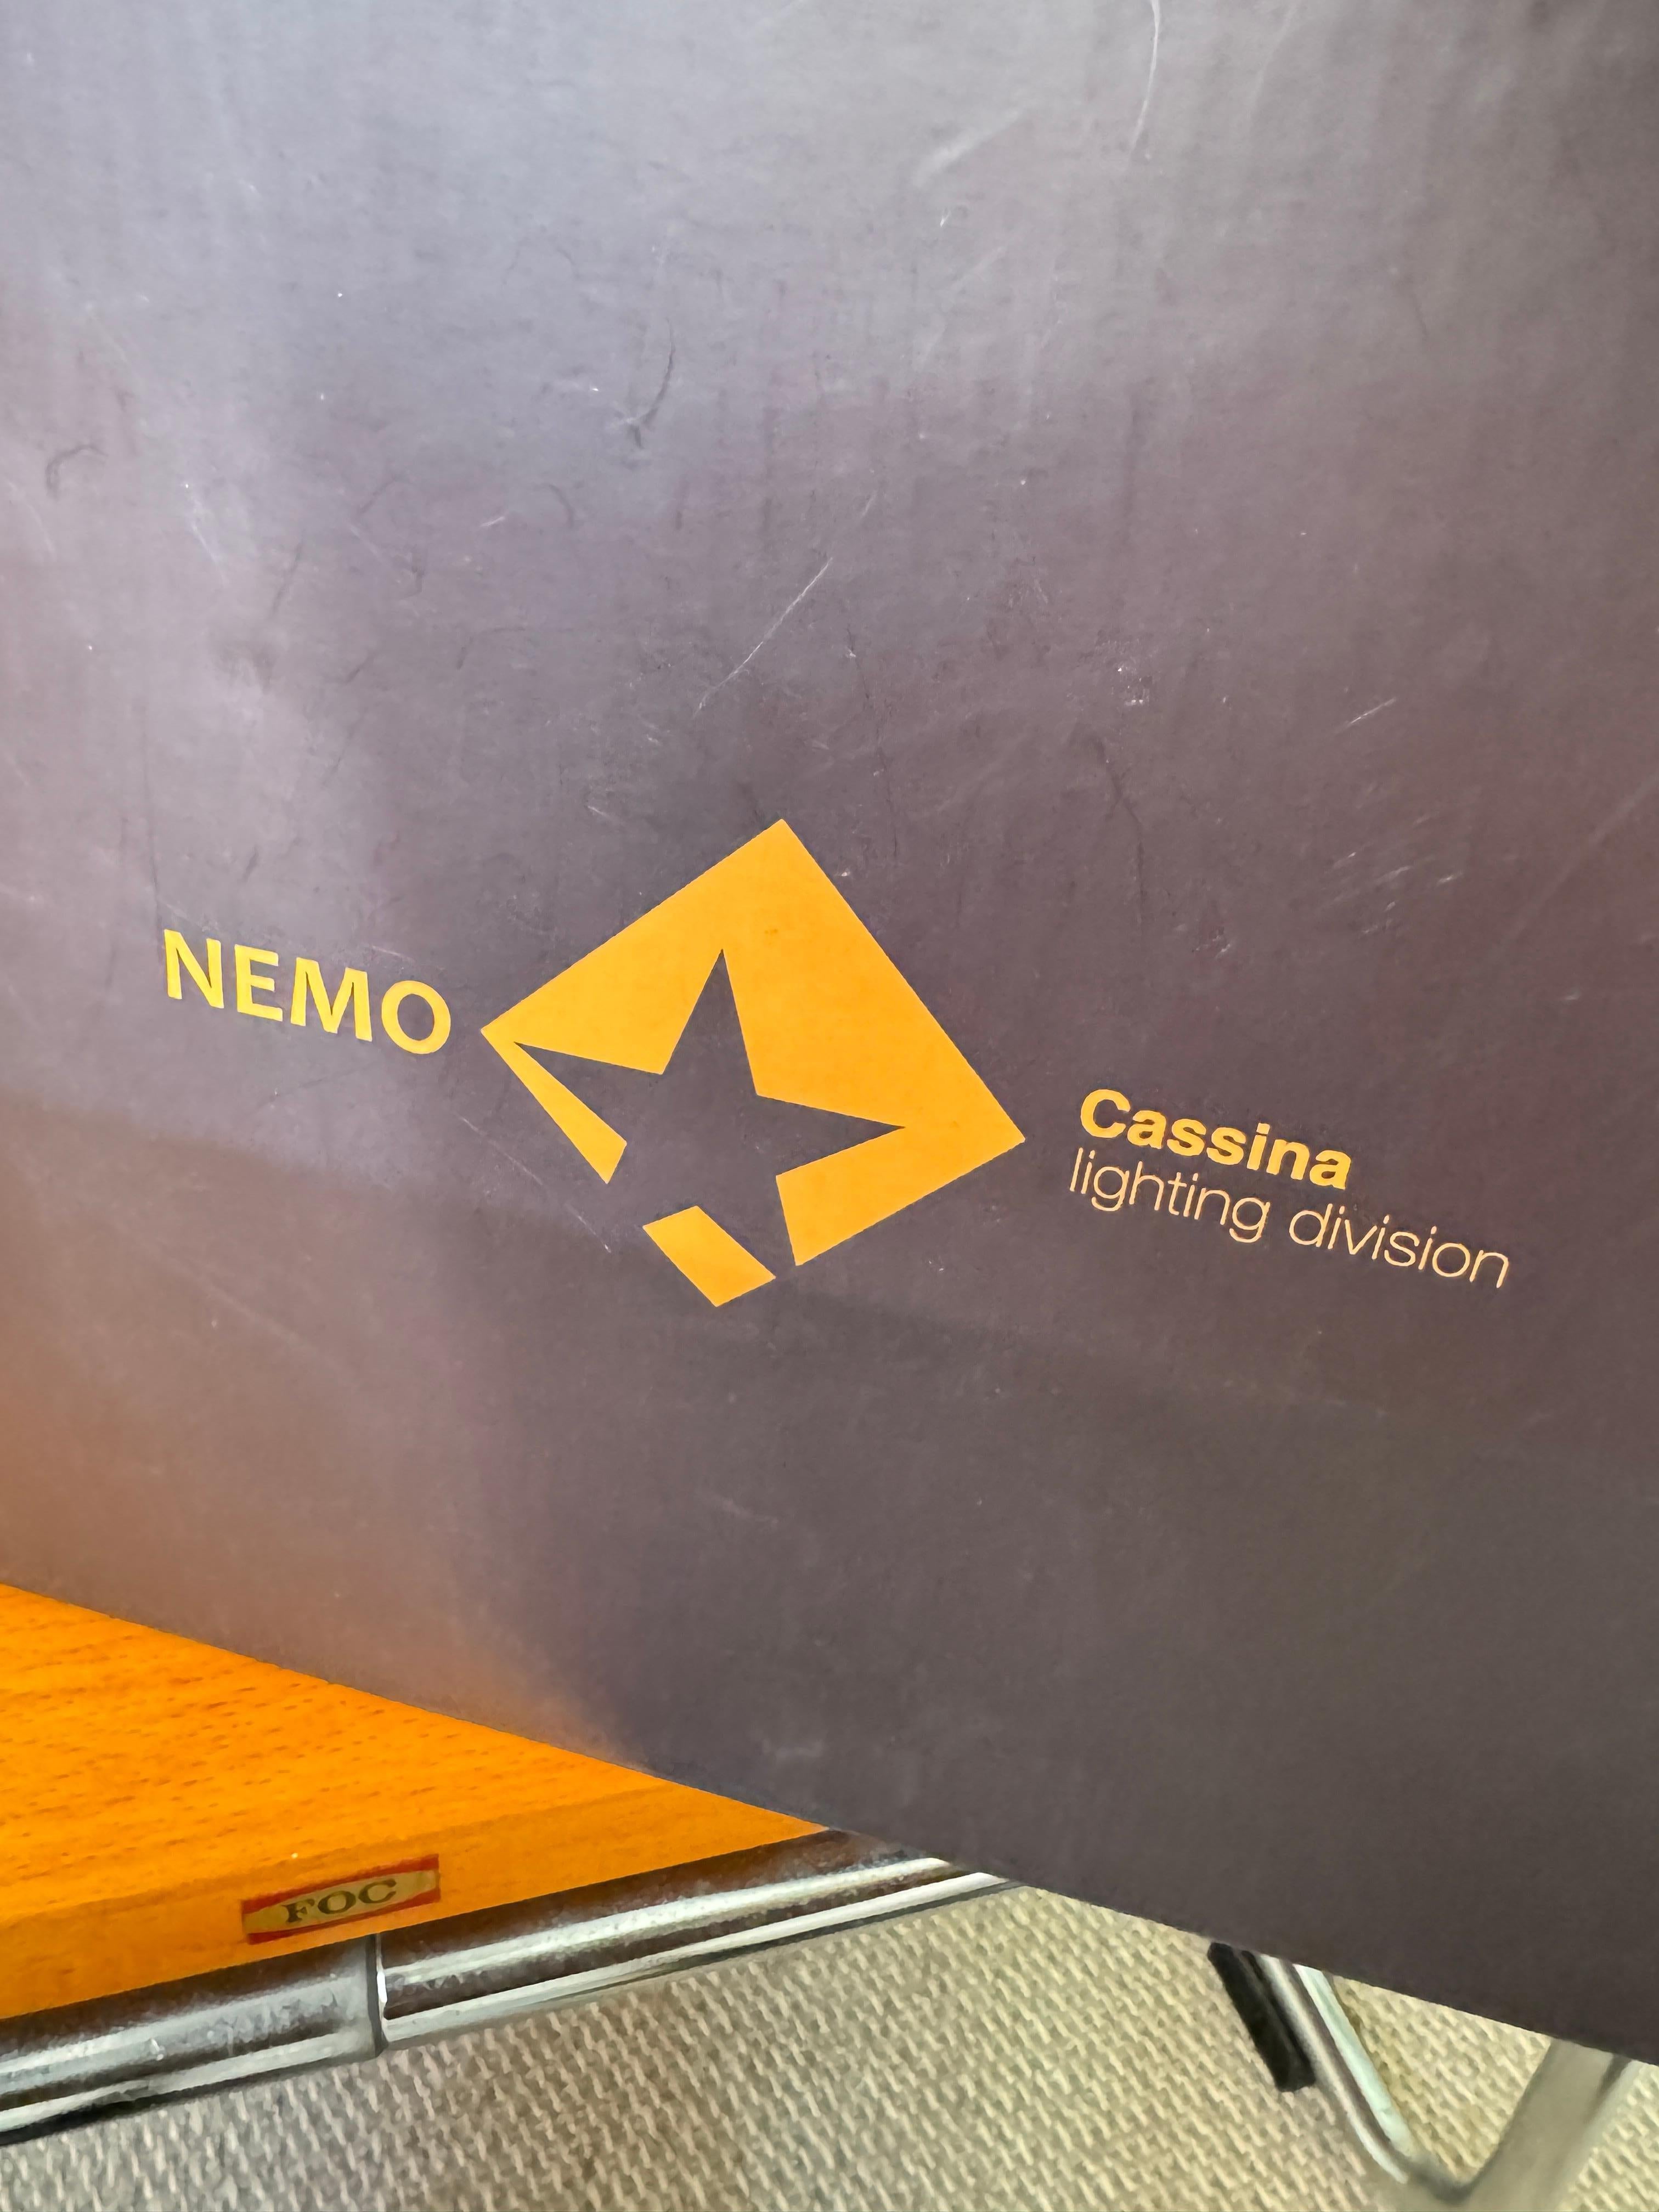 NEMO
Cassina
lighting division
FOC